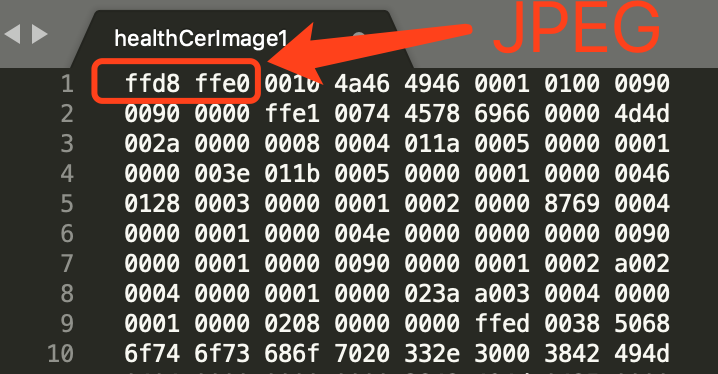 healthCerImage1
JPEG
1 ffd8 ffe0 0010 4a46 4946 0001 0100 0090
2 0090 0000 ffe1 0074 4578 6966 0000 4d4d
3 002a 0000 0008 0004 011a 0005 0000 0001
4 0000 003e 011b 0005 0000 0001 0000 0046
5 0128 0003 0000 0001 0002 0000 8769 0004
6 0000 0001 0000 004e 0000 0000 0000 0090
7 0000 0001 0000 0090 0000 0001 0002 a002
8 0004 0000 0001 0000 023a a003 0004 0000
9 0001 0000 0208 0000 0000 ffed 0038 5068
10 6f74 6f73 686f 7020 332e 3000 3842 494d